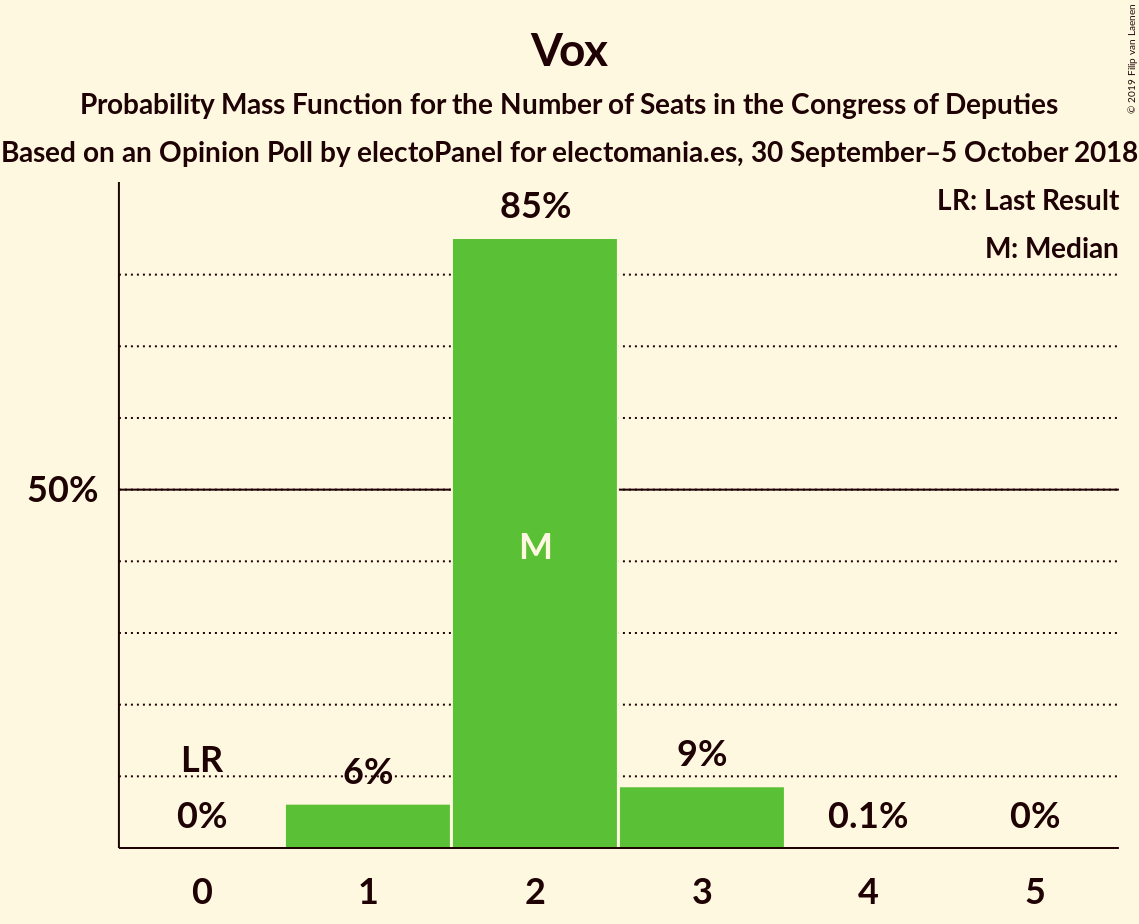 Vox
Probability Mass Function for the Number of Seats in the Congress of Deputies
Based on an Opinion Poll by electoPanel for electomania.es, 30 September–5 October 2018
© 2019 Filip van Laenen
LR: Last Result
M: Median
85%
50%
M
LR
0%
6%
9%
0.1%
0%
0 1 2 3 4 5